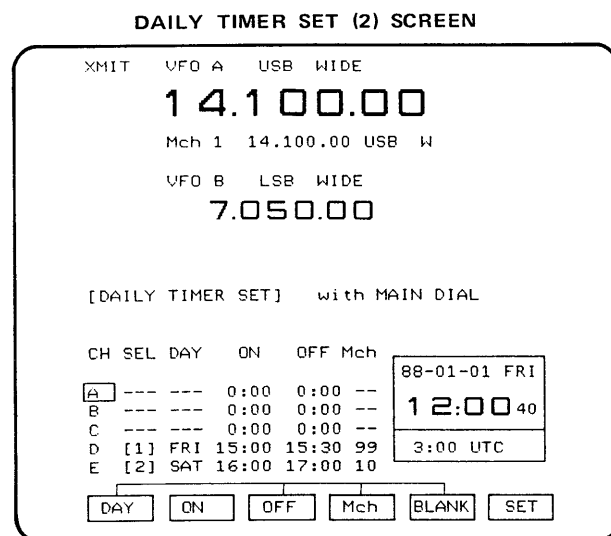 DAILY TIMER SET (2) SCREEN
XMIT VFO A USB WIDE
14.100.00
Mch 1 14.100.00 USB W
VFO B LSB WIDE
7.050.00
[DAILY TIMER SET] with MAIN DIAL
CH SEL DAY ON OFF Mch
A --- --- 0:00 0:00 --
B --- --- 0:00 0:00 --
C --- --- 0:00 0:00 --
D [1] FRI 15:00 15:30 99
E [2] SAT 16:00 17:00 10
88-01-01 FRI
12:00 40
3:00 UTC
DAY ON OFF Mch BLANK SET